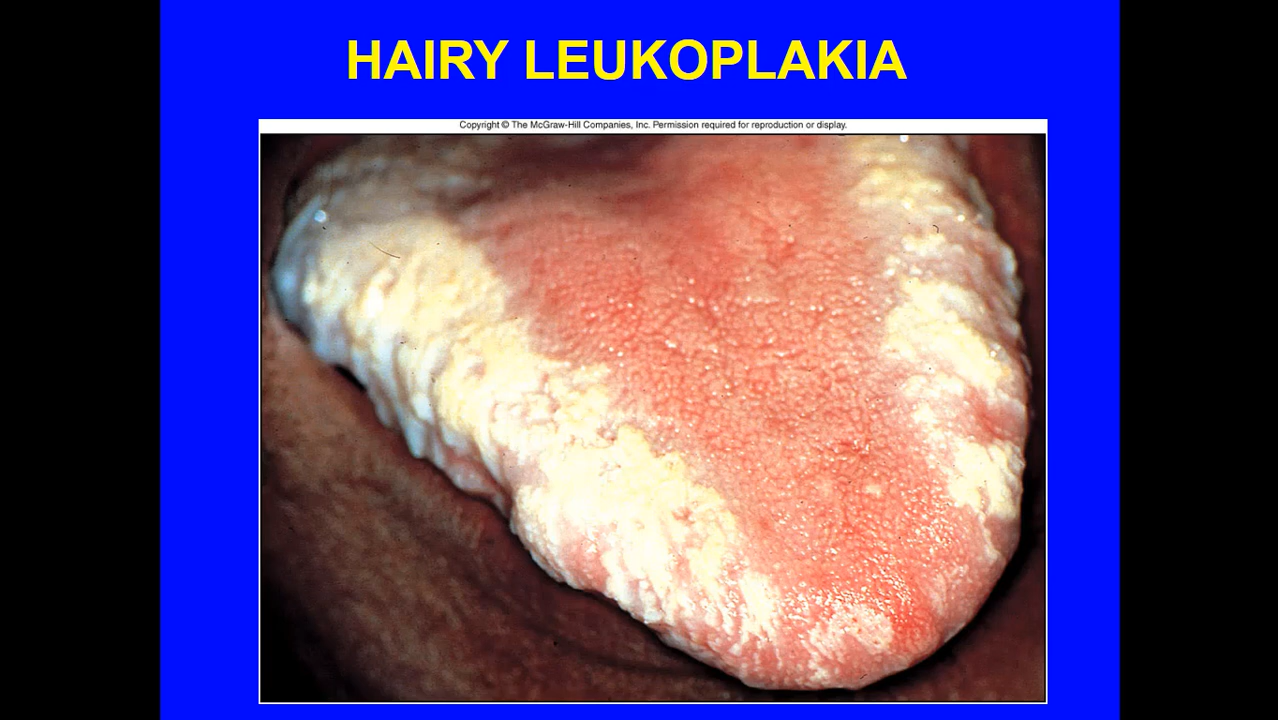 HAIRY LEUKOPLAKIA
Copyright © The McGraw-Hill Companies, Inc. Permission required for reproduction or display.